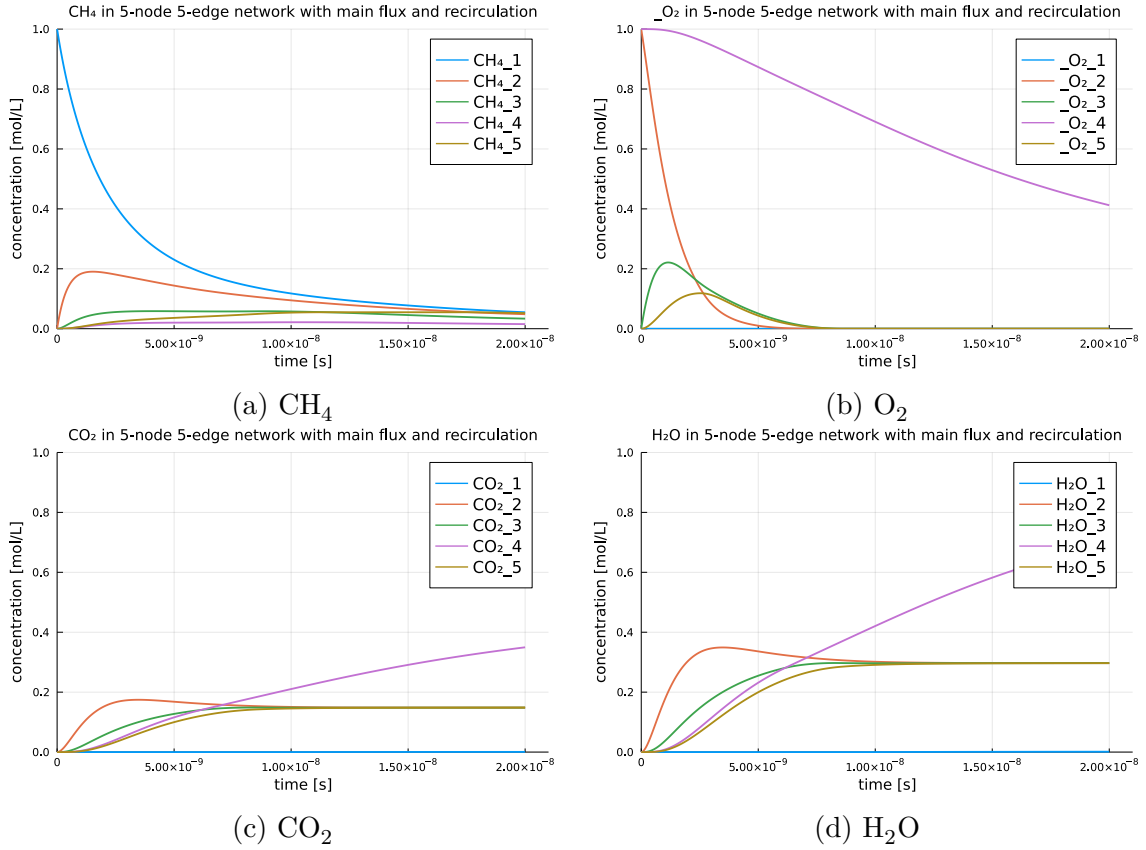 CH₄ in 5-node 5-edge network with main flux and recirculation
1.0
0.8
0.6
0.4
0.2
0.0
concentration [mol/L]
CH₄_1
CH₄_2
CH₄_3
CH₄_4
CH₄_5
0
5.00×10⁻⁹
1.00×10⁻⁸
1.50×10⁻⁸
2.00×10⁻⁸
time [s]
(a) CH₄
_O₂ in 5-node 5-edge network with main flux and recirculation
1.0
0.8
0.6
0.4
0.2
0.0
concentration [mol/L]
_O₂_1
_O₂_2
_O₂_3
_O₂_4
_O₂_5
0
5.00×10⁻⁹
1.00×10⁻⁸
1.50×10⁻⁸
2.00×10⁻⁸
time [s]
(b) O₂
CO₂ in 5-node 5-edge network with main flux and recirculation
1.0
0.8
0.6
0.4
0.2
0.0
concentration [mol/L]
CO₂_1
CO₂_2
CO₂_3
CO₂_4
CO₂_5
0
5.00×10⁻⁹
1.00×10⁻⁸
1.50×10⁻⁸
2.00×10⁻⁸
time [s]
(c) CO₂
H₂O in 5-node 5-edge network with main flux and recirculation
1.0
0.8
0.6
0.4
0.2
0.0
concentration [mol/L]
H₂O_1
H₂O_2
H₂O_3
H₂O_4
H₂O_5
0
5.00×10⁻⁹
1.00×10⁻⁸
1.50×10⁻⁸
2.00×10⁻⁸
time [s]
(d) H₂O